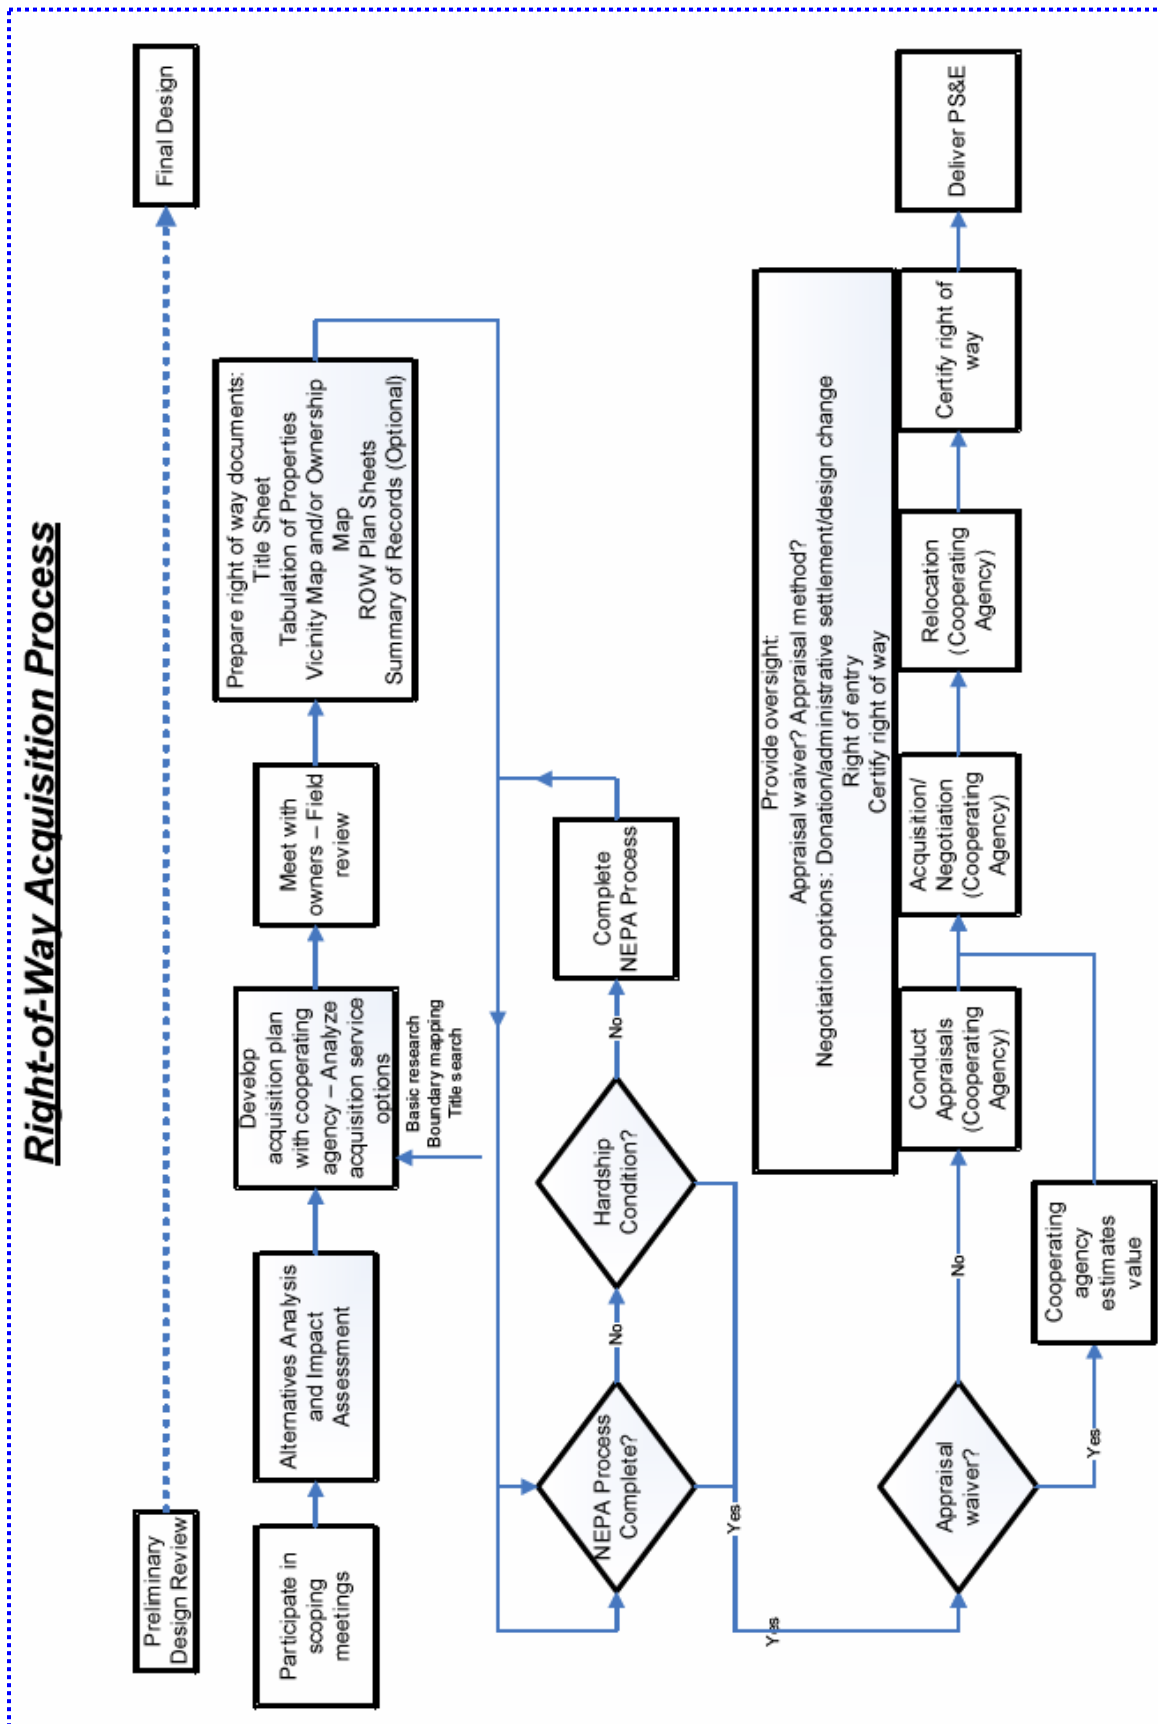 Right-of-Way Acquisition Process
Preliminary
Design Review
Final Design
Participate in
scoping
meetings
Alternatives Analysis
and Impact
Assessment
Develop
acquisition plan
with cooperating
agency – Analyze
acquisition service
options
Basic research
Boundary mapping
Title search
Meet with
owners – Field
review
Prepare right of way documents:
Title Sheet
Tabulation of Properties
Vicinity Map and/or Ownership
Map
ROW Plan Sheets
Summary of Records (Optional)
NEPA Process
Complete?
No
Hardship
Condition?
No
Complete
NEPA Process
Yes
Yes
Provide oversight:
Appraisal waiver? Appraisal method?
Negotiation options: Donation/administrative settlement/design change
Right of entry
Certify right of way
Appraisal
waiver?
No
Conduct
Appraisals
(Cooperating
Agency)
Acquisition/
Negotiation
(Cooperating
Agency)
Relocation
(Cooperating
Agency)
Certify right of
way
Deliver PS&E
Yes
Cooperating
agency
estimates
value